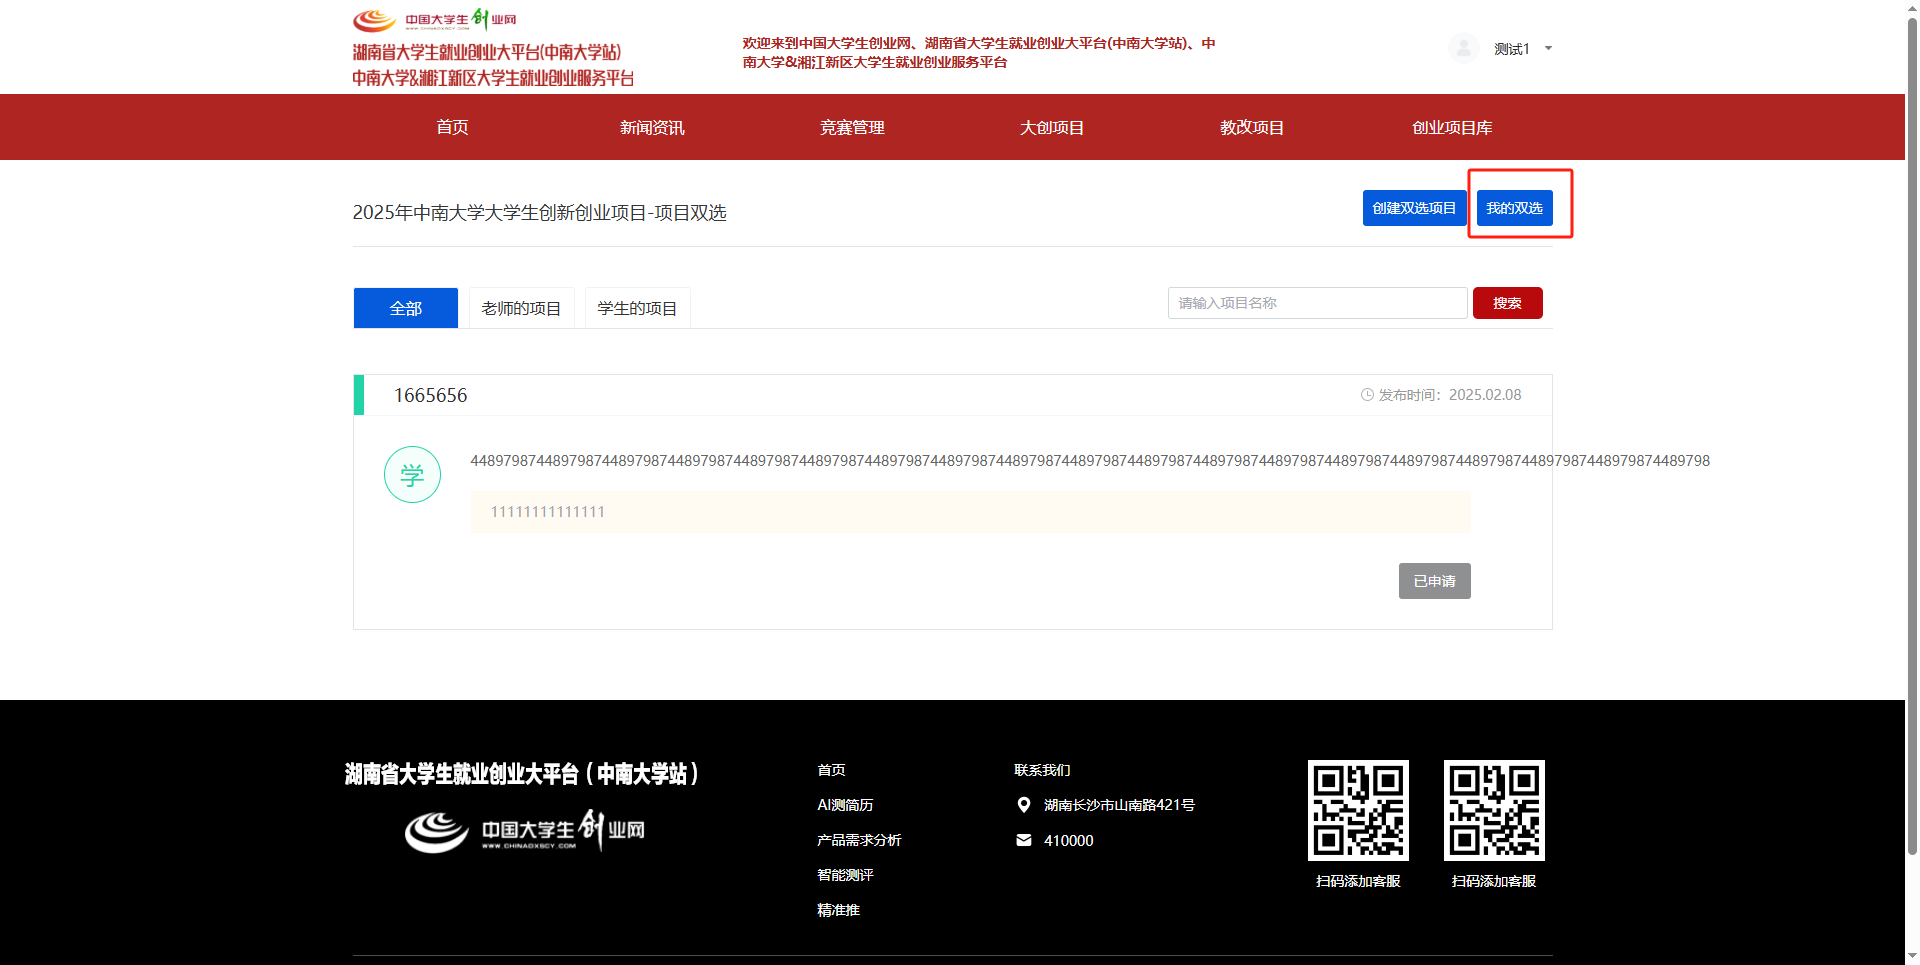 中国大学生创业网
WWW.CHINADXSCY.COM
湖南省大学生就业创业大平台(中南大学站)
中南大学&湘江新区大学生就业创业服务平台
欢迎来到中国大学生创业网、湖南省大学生就业创业大平台(中南大学站)、中
南大学&湘江新区大学生就业创业服务平台
测试1
首页 新闻资讯 竞赛管理 大创项目 教改项目 创业项目库
2025年中南大学大学生创新创业项目-项目双选
创建双选项目 我的双选
全部 老师的项目 学生的项目
请输入项目名称 搜索
1665656
发布时间：2025.02.08
学
4489798744897987448979874489798744897987448979874489798744897987448979874489798744897987448979874489798744897987448979874489798744897987448979874489798
11111111111111
已申请
湖南省大学生就业创业大平台（中南大学站）
中国大学生创业网
WWW.CHINADXSCY.COM
首页
AI测简历
产品需求分析
智能测评
精准推
联系我们
湖南长沙市山南路421号
410000
扫码添加客服
扫码添加客服